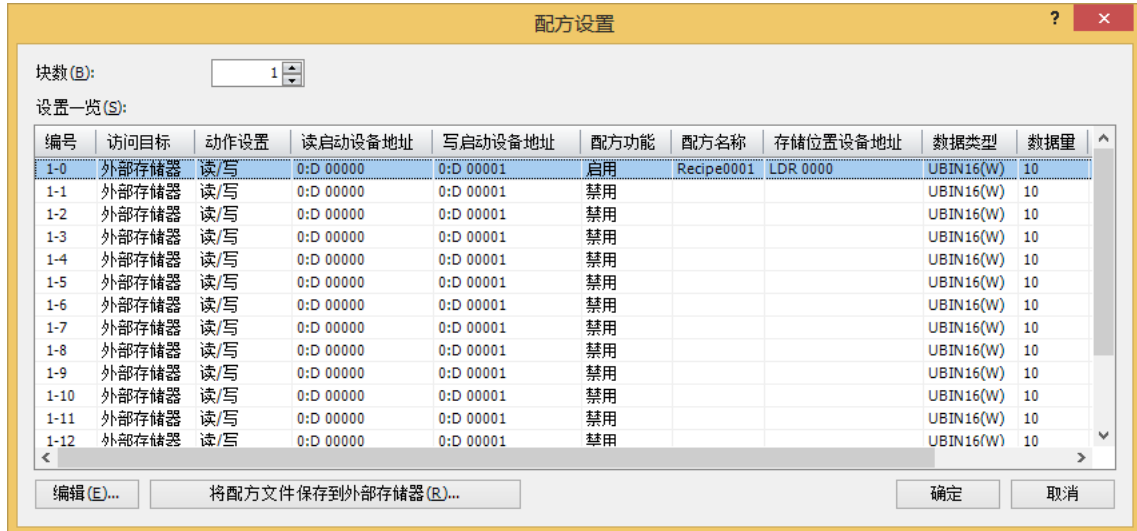 配方设置
? ×
块数(B): 1
设置一览(S):
编号 访问目标 动作设置 读启动设备地址 写启动设备地址 配方功能 配方名称 存储位置设备地址 数据类型 数据量
1-0 外部存储器 读/写 0:D 00000 0:D 00001 启用 Recipe0001 LDR 0000 UBIN16(W) 10
1-1 外部存储器 读/写 0:D 00000 0:D 00001 禁用 UBIN16(W) 10
1-2 外部存储器 读/写 0:D 00000 0:D 00001 禁用 UBIN16(W) 10
1-3 外部存储器 读/写 0:D 00000 0:D 00001 禁用 UBIN16(W) 10
1-4 外部存储器 读/写 0:D 00000 0:D 00001 禁用 UBIN16(W) 10
1-5 外部存储器 读/写 0:D 00000 0:D 00001 禁用 UBIN16(W) 10
1-6 外部存储器 读/写 0:D 00000 0:D 00001 禁用 UBIN16(W) 10
1-7 外部存储器 读/写 0:D 00000 0:D 00001 禁用 UBIN16(W) 10
1-8 外部存储器 读/写 0:D 00000 0:D 00001 禁用 UBIN16(W) 10
1-9 外部存储器 读/写 0:D 00000 0:D 00001 禁用 UBIN16(W) 10
1-10 外部存储器 读/写 0:D 00000 0:D 00001 禁用 UBIN16(W) 10
1-11 外部存储器 读/写 0:D 00000 0:D 00001 禁用 UBIN16(W) 10
1-12 外部存储器 读/写 0:D 00000 0:D 00001 禁用 UBIN16(W) 10
编辑(E)... 将配方文件保存到外部存储器(R)... 确定 取消